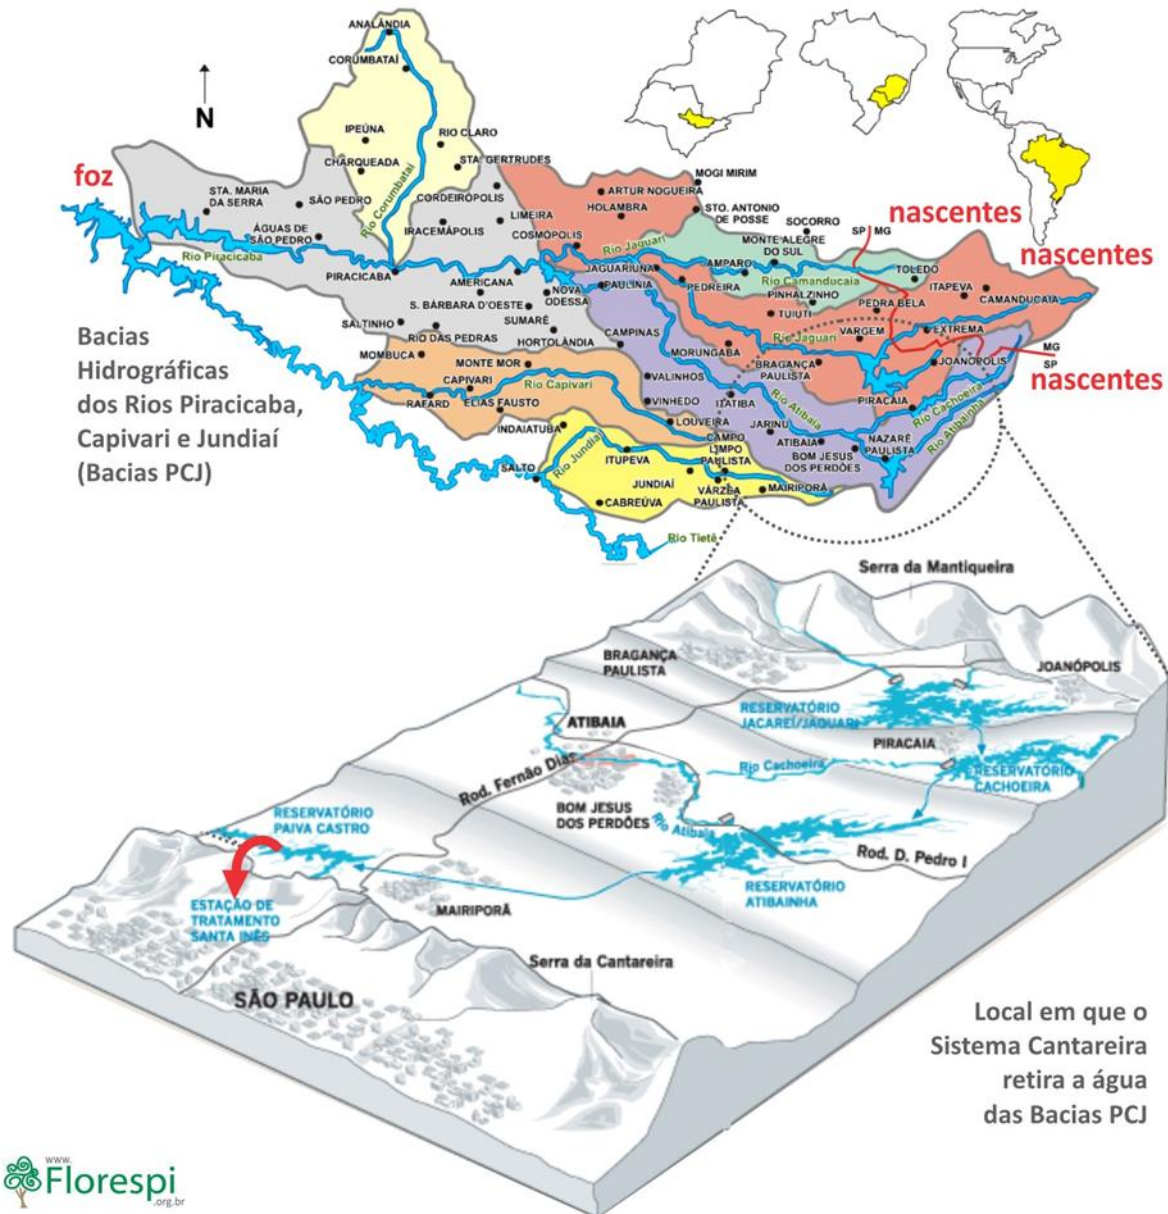 ANALÂNDIA
CORUMBATAÍ
N
IPEÚNA
RIO CLARO
CHARQUEADA
STA. GERTRUDES
Rio Corumbataí
foz
STA. MARIA
DA SERRA
SÃO PEDRO
CORDEIRÓPOLIS
LIMEIRA
IRACEMÁPOLIS
ÁGUAS DE
SÃO PEDRO
Rio Piracicaba
PIRACICABA
AMERICANA
NOVA
ODESSA
S. BÁRBARA D'OESTE
SALTINHO
RIO DAS PEDRAS
SUMARÉ
HORTOLÂNDIA
MOGI MIRIM
ARTUR NOGUEIRA
HOLAMBRA
STO. ANTONIO
DE POSSE
COSMÓPOLIS
Rio Jaguari
SOCORRO
MONTE ALEGRE
DO SUL
AMPARO
JAGUARIUNA
PAULÍNIA
PEDREIRA
Rio Camanducaia
PINHALZINHO
nascentes
SP MG
nascentes
TOLEDO
ITAPEVA
CAMANDUCAIA
PEDRA BELA
TUIUTI
VARGEM
EXTREMA
Rio Jaguari
MORUNGABA
BRAGANÇA
PAULISTA
JOANÓPOLIS
MG
SP
nascentes
PIRACAIA
Rio Cachoeira
Rio Atibainha
CAMPINAS
VALINHOS
VINHEDO
ITATIBA
Rio Atibaia
JARINU
ATIBAIA
NAZARÉ
PAULISTA
BOM JESUS
DOS PERDÕES
MOMBUCA
MONTE MOR
CAPIVARI
Rio Capivari
RAFARD
ELIAS FAUSTO
LOUVEIRA
INDAIATUBA
CAMPO
LIMPO
PAULISTA
Rio Jundiaí
ITUPEVA
SALTO
JUNDIAÍ
VÁRZEA
PAULISTA
MAIRIPORÃ
CABREÚVA
Rio Tietê
Bacias
Hidrográficas
dos Rios Piracicaba,
Capivari e Jundiaí
(Bacias PCJ)
Serra da Mantiqueira
BRAGANÇA
PAULISTA
JOANÓPOLIS
RESERVATÓRIO
JACAREÍ/JAGUARI
ATIBAIA
PIRACAIA
Rio Cachoeira
RESERVATÓRIO
CACHOEIRA
Rod. Fernão Dias
BOM JESUS
DOS PERDÕES
Rio Atibaia
Rod. D. Pedro I
RESERVATÓRIO
PAIVA CASTRO
RESERVATÓRIO
ATIBAINHA
ESTAÇÃO DE
TRATAMENTO
SANTA INÊS
MAIRIPORÃ
Serra da Cantareira
SÃO PAULO
Local em que o
Sistema Cantareira
retira a água
das Bacias PCJ
www.
Florespi
.org.br